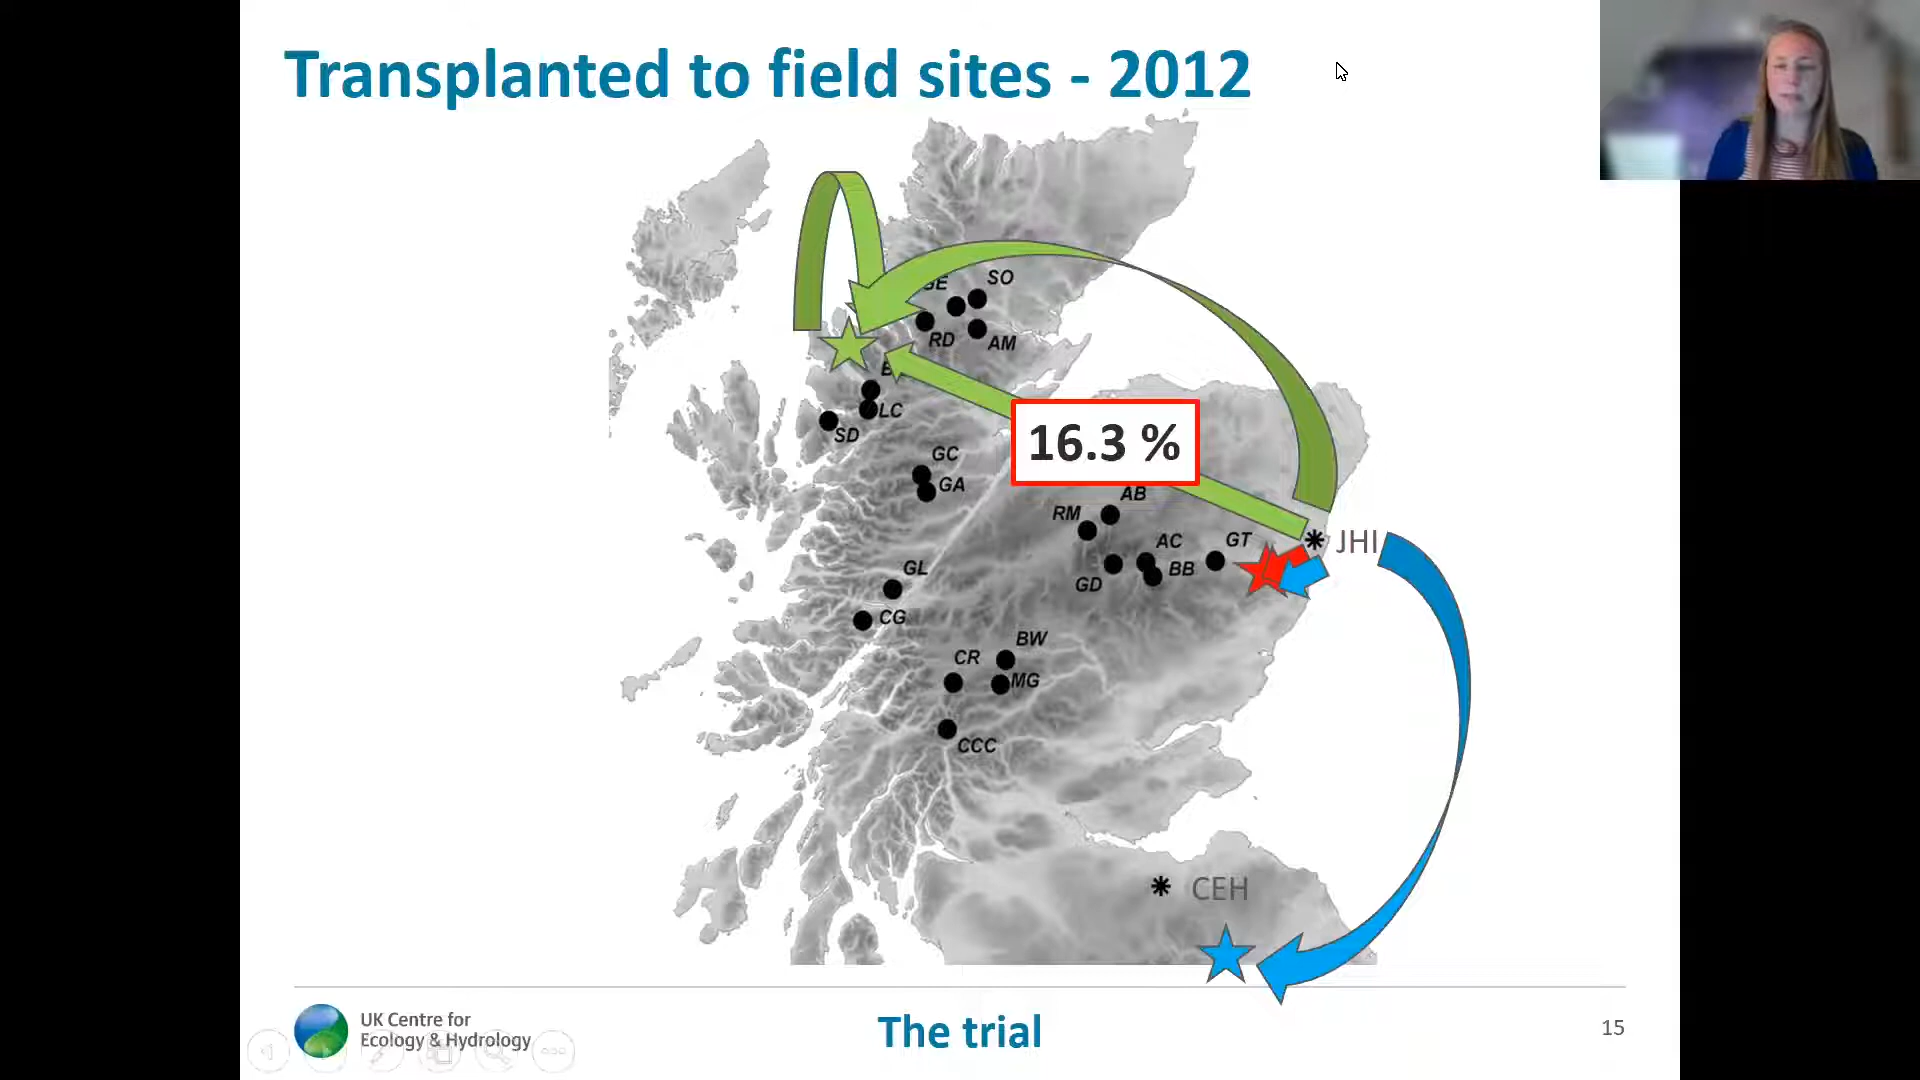 Transplanted to field sites - 2012
SO
RD
AM
LC
SD
GC
GA
16.3 %
AB
RM
AC
GT
JHI
GD
BB
GL
CG
BW
CR
MG
CCC
CEH
UK Centre for
Ecology & Hydrology
The trial
15